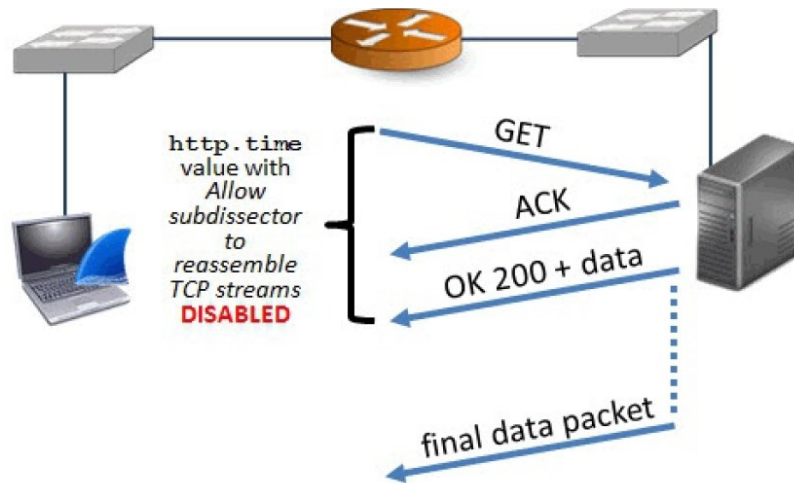 http.time
value with
Allow
subdissector
to
reassemble
TCP streams
DISABLED
GET
ACK
OK 200 + data
final data packet